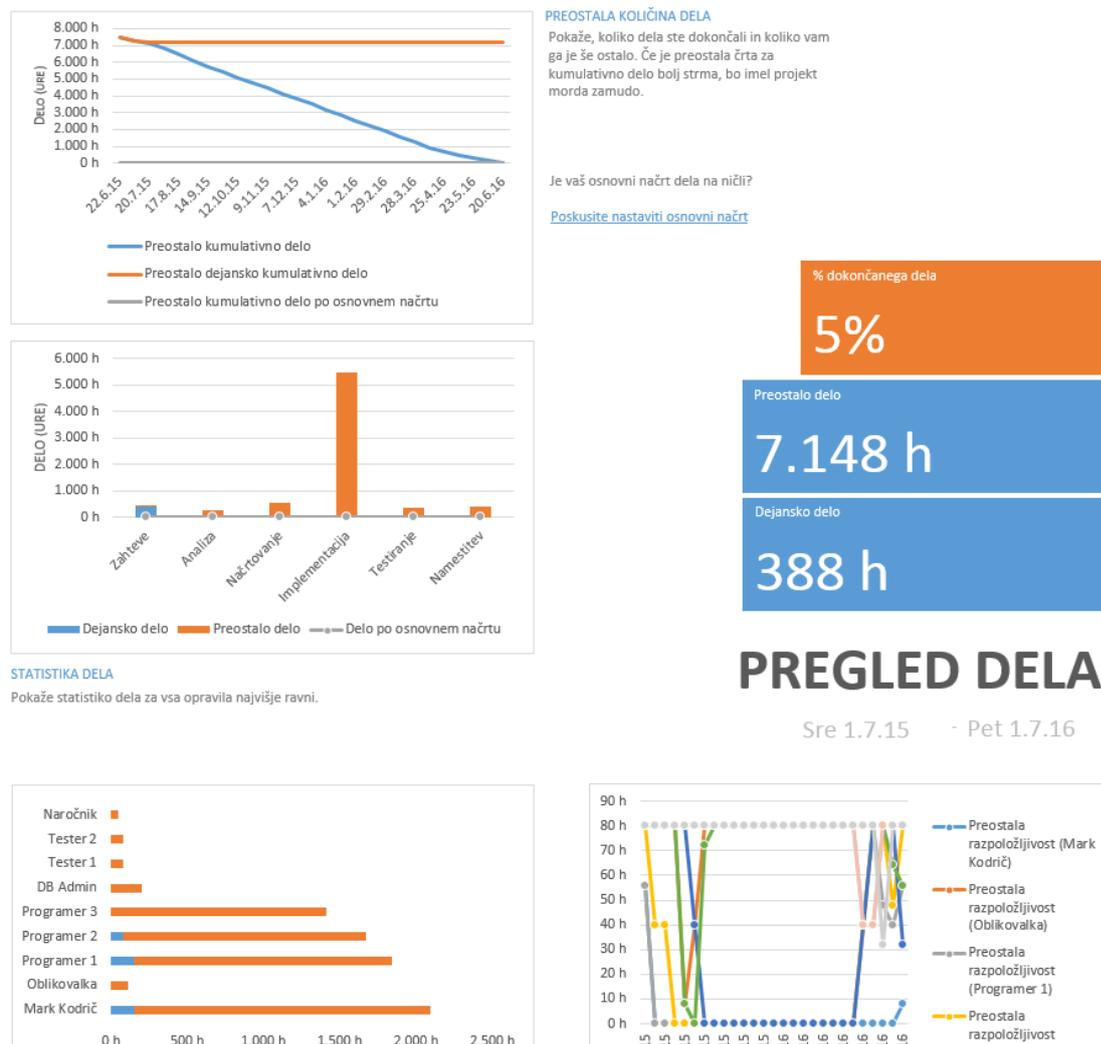 8.000 h
7.000 h
6.000 h
5.000 h
4.000 h
3.000 h
2.000 h
1.000 h
0 h
DELO (URE)
22.6.15
20.7.15
17.8.15
14.9.15
12.10.15
9.11.15
7.12.15
4.1.16
1.2.16
29.2.16
28.3.16
25.4.16
23.5.16
20.6.16
Preostalo kumulativno delo
Preostalo dejansko kumulativno delo
Preostalo kumulativno delo po osnovnem načrtu
PREOSTALA KOLIČINA DELA
Pokaže, koliko dela ste dokončali in koliko vam
ga je še ostalo. Če je preostala črta za
kumulativno delo bolj strma, bo imel projekt
morda zamudo.
Je vaš osnovni načrt dela na ničli?
Poskusite nastaviti osnovni načrt
% dokončanega dela
5%
Preostalo delo
7.148 h
Dejansko delo
388 h
PREGLED DELA
Sre 1.7.15 - Pet 1.7.16
6.000 h
5.000 h
4.000 h
3.000 h
2.000 h
1.000 h
0 h
DELO (URE)
Zahteve
Analiza
Načrtovanje
Implementacija
Testiranje
Namestitev
Dejansko delo
Preostalo delo
Delo po osnovnem načrtu
STATISTIKA DELA
Pokaže statistiko dela za vsa opravila najvišje ravni.
Naročnik
Tester 2
Tester 1
DB Admin
Programer 3
Programer 2
Programer 1
Oblikovalka
Mark Kodrič
0 h
500 h
1.000 h
1.500 h
2.000 h
2.500 h
90 h
80 h
70 h
60 h
50 h
40 h
30 h
20 h
10 h
0 h
Preostala
razpoložljivost (Mark
Kodrič)
Preostala
razpoložljivost
(Oblikovalka)
Preostala
razpoložljivost
(Programer 1)
Preostala
razpoložljivost